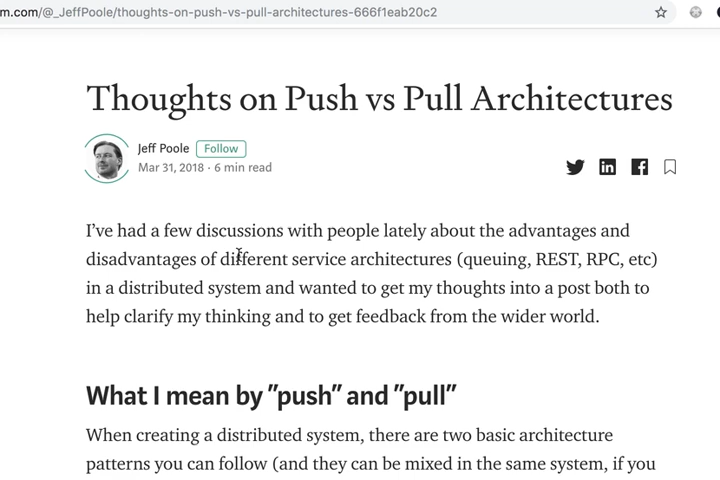 m.com/@_JeffPoole/thoughts-on-push-vs-pull-architectures-666f1eab20c2
Thoughts on Push vs Pull Architectures
Jeff Poole Follow
Mar 31, 2018 · 6 min read
in
I’ve had a few discussions with people lately about the advantages and
disadvantages of different service architectures (queuing, REST, RPC, etc)
in a distributed system and wanted to get my thoughts into a post both to
help clarify my thinking and to get feedback from the wider world.
What I mean by "push" and "pull"
When creating a distributed system, there are two basic architecture
patterns you can follow (and they can be mixed in the same system, if you